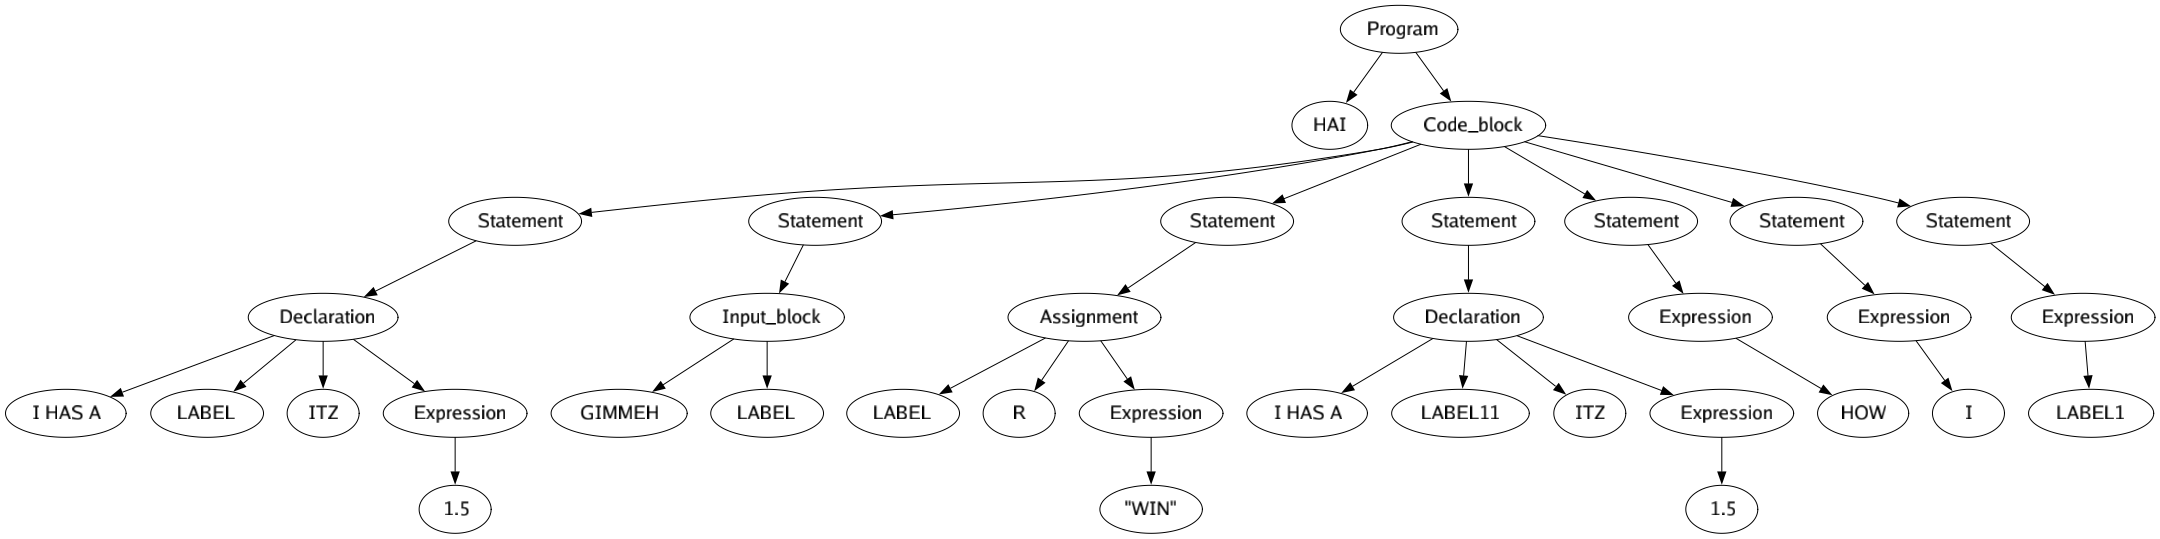 Program
HAI
Code_block
Statement
Statement
Statement
Statement
Statement
Statement
Statement
Declaration
Input_block
Assignment
Declaration
Expression
Expression
Expression
I HAS A
LABEL
ITZ
Expression
GIMMEH
LABEL
LABEL
R
Expression
I HAS A
LABEL11
ITZ
Expression
HOW
I
LABEL1
1.5
"WIN"
1.5